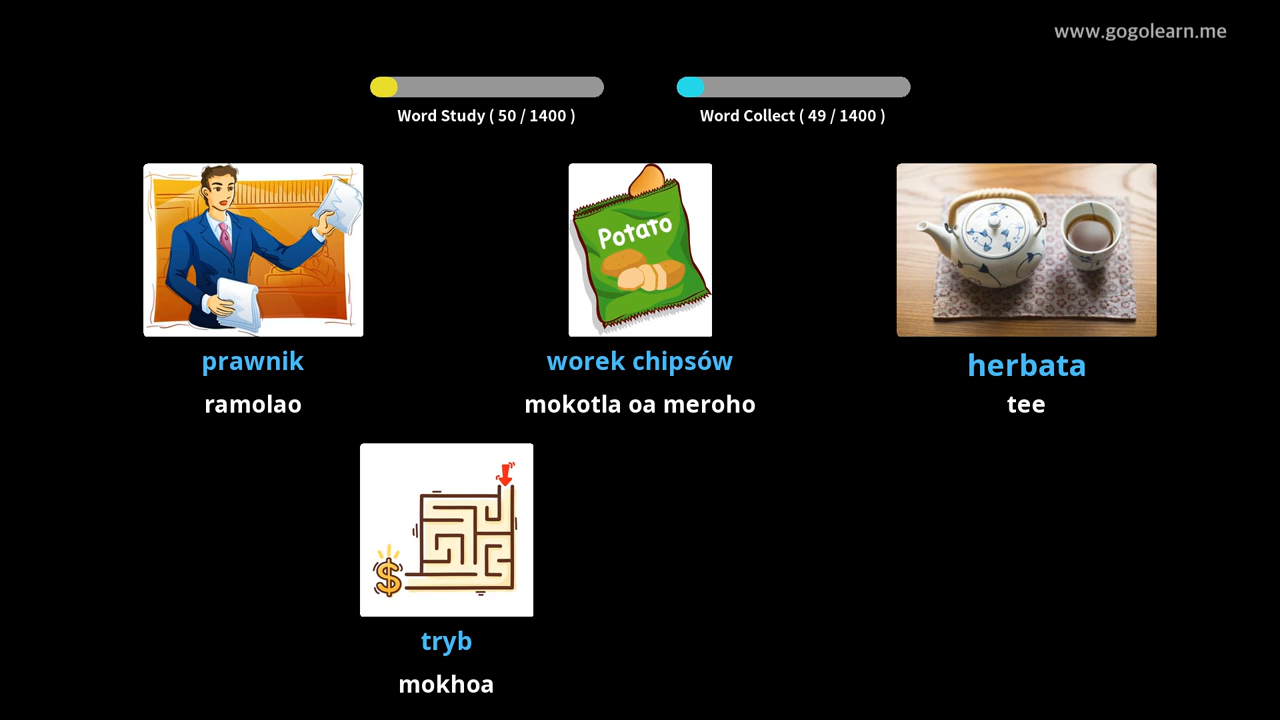 www.gogolearn.me
Word Study ( 50 / 1400 )
Word Collect ( 49 / 1400 )
Potato
prawnik
worek chipsów
herbata
ramolao
mokotla oa meroho
tee
$
tryb
mokhoa